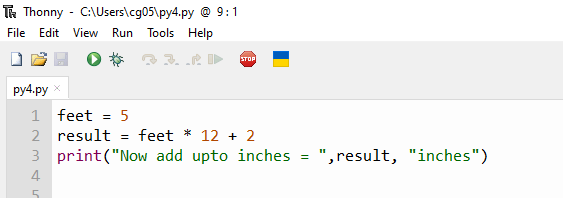 Thonny - C:\Users\cg05\py4.py @ 9:1
File Edit View Run Tools Help
STOP
py4.py ×
1 feet = 5
2 result = feet * 12 + 2
3 print("Now add upto inches = ",result, "inches")
4
5